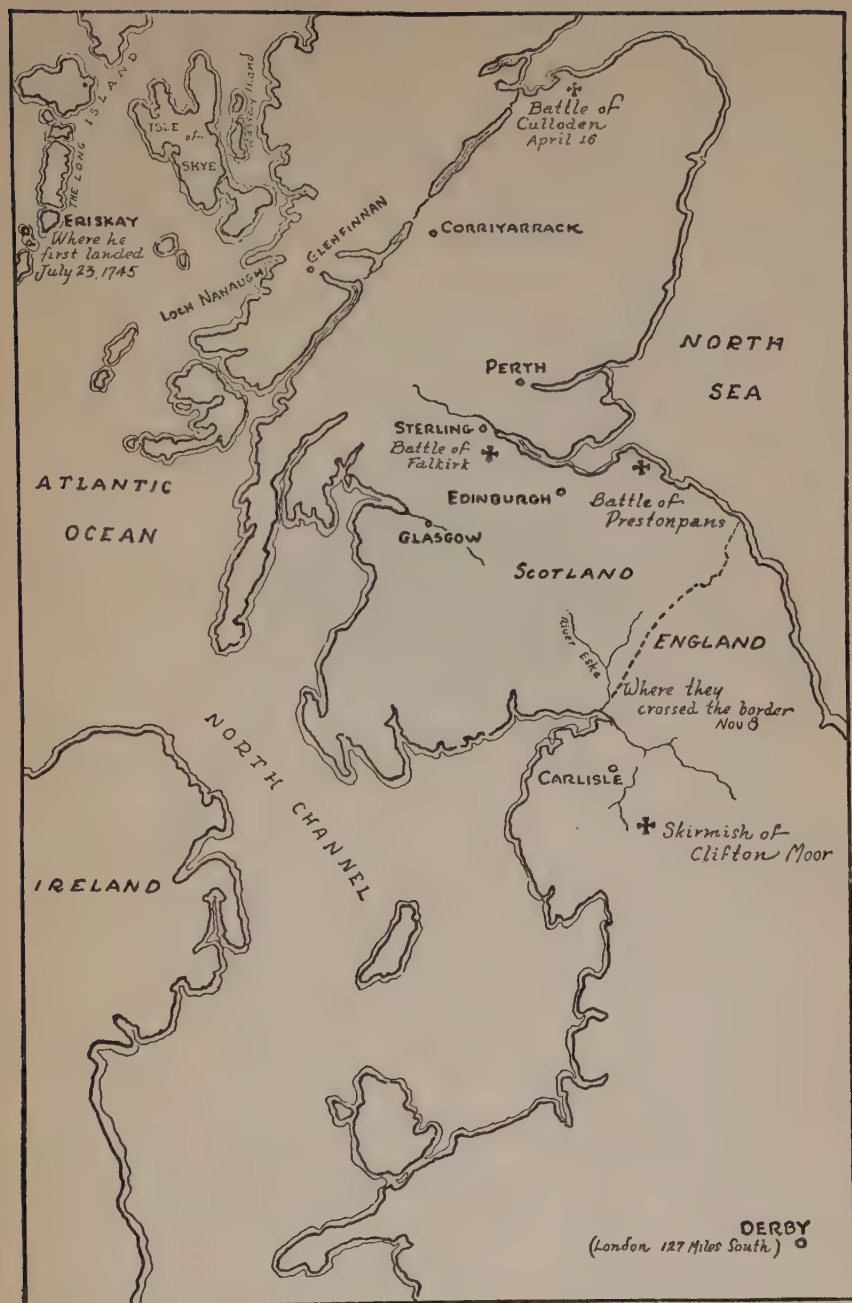 Battle of
Culloden
April 16
THE LONG ISLAND
ISLE
of
SKYE
ERISKAY
Where he
first landed
July 23, 1745
GLENFINNAN
CORRIYARRACK
LOCH NANAUGH
NORTH
SEA
PERTH
STERLING
Battle of
Falkirk
ATLANTIC
OCEAN
EDINBURGH
Battle of
Prestonpans
GLASGOW
SCOTLAND
River Eske
ENGLAND
Where they
crossed the border
Nov 8
NORTH CHANNEL
CARLISLE
Skirmish of
Clifton Moor
IRELAND
DERBY
(London 127 Miles South)